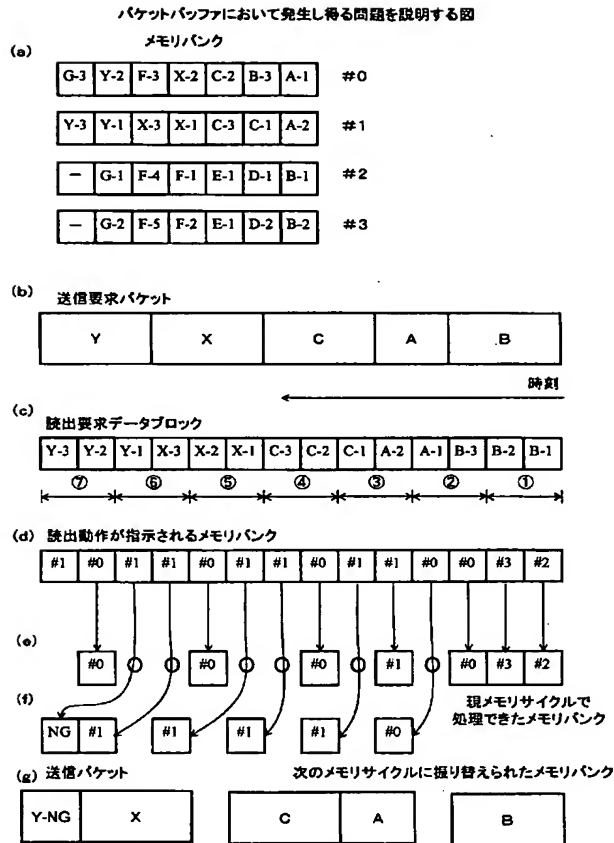 パケットバッファにおいて発生し得る問題を説明する図
(a) メモリバンク
G-3 Y-2 F-3 X-2 C-2 B-3 A-1 #0
Y-3 Y-1 X-3 X-1 C-3 C-1 A-2 #1
— G-1 F-4 F-1 E-1 D-1 B-1 #2
— G-2 F-5 F-2 E-1 D-2 B-2 #3
(b) 送信要求パケット
Y X C A B
時刻
(c) 読出要求データブロック
Y-3 Y-2 Y-1 X-3 X-2 X-1 C-3 C-2 C-1 A-2 A-1 B-3 B-2 B-1
⑦ ⑥ ⑤ ④ ③ ② ①
(d) 読出動作が指示されるメモリバンク
#1 #0 #1 #1 #0 #1 #1 #0 #1 #1 #0 #0 #3 #2
(e)
#0 #0 #0 #1 #0 #3 #2
現メモリサイクルで
処理できたメモリバンク
(f)
NG #1 #1 #1 #1 #0
(g) 送信パケット 次のメモリサイクルに振り替えられたメモリバンク
Y-NG X C A B